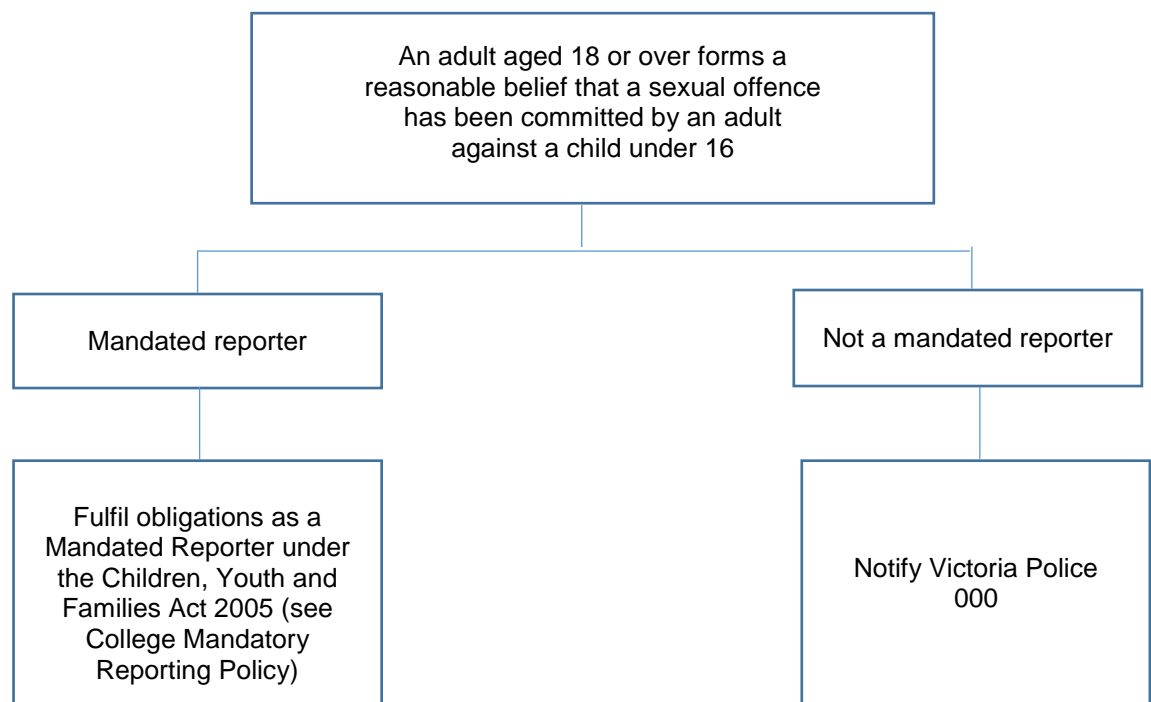 An adult aged 18 or over forms a
reasonable belief that a sexual offence
has been committed by an adult
against a child under 16
Mandated reporter
Not a mandated reporter
Fulfil obligations as a
Mandated Reporter under
the Children, Youth and
Families Act 2005 (see
College Mandatory
Reporting Policy)
Notify Victoria Police
000